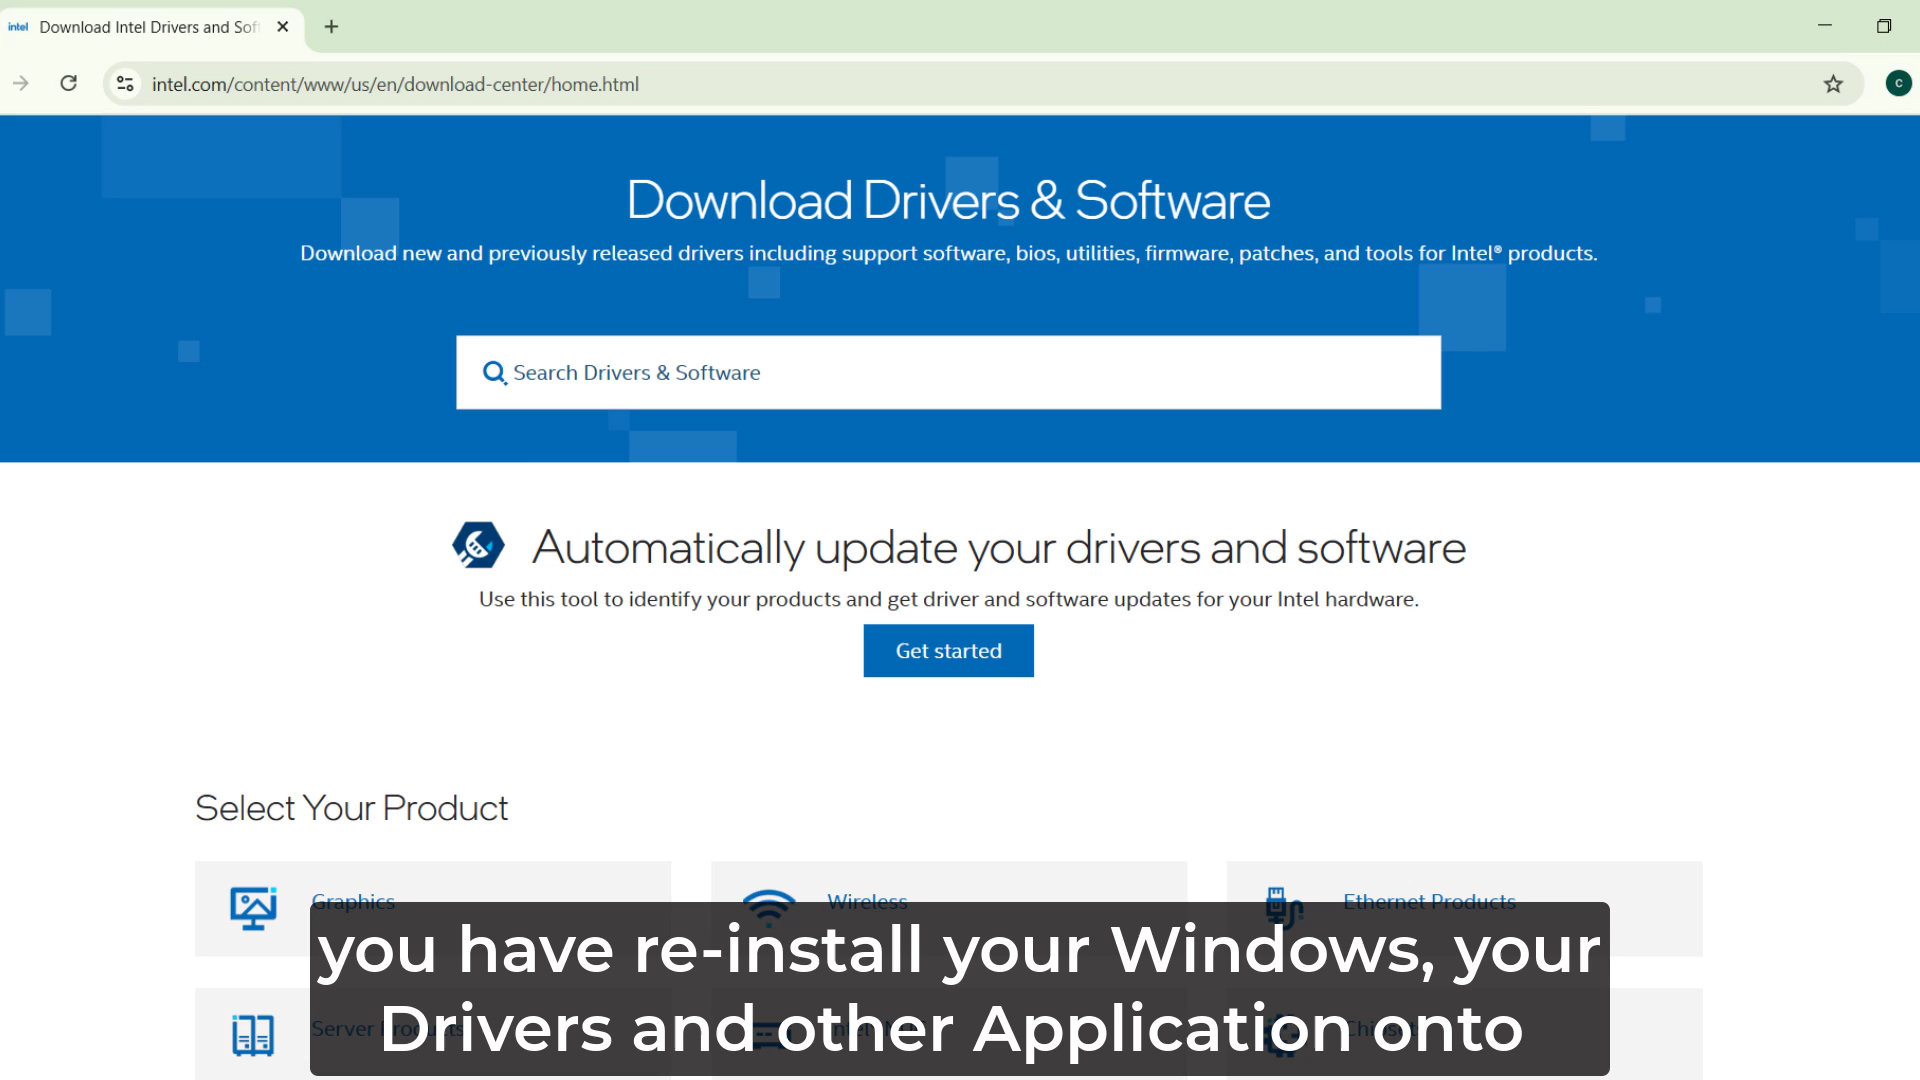 intel Download Intel Drivers and Sof
intel.com/content/www/us/en/download-center/home.html
C
Download Drivers & Software
Download new and previously released drivers including support software, bios, utilities, firmware, patches, and tools for Intel® products.
Search Drivers & Software
Automatically update your drivers and software
Use this tool to identify your products and get driver and software updates for your Intel hardware.
Get started
Select Your Product
Graphics
Wireless
Ethernet Products
Server Products
you have re-install your Windows, your
Drivers and other Application onto